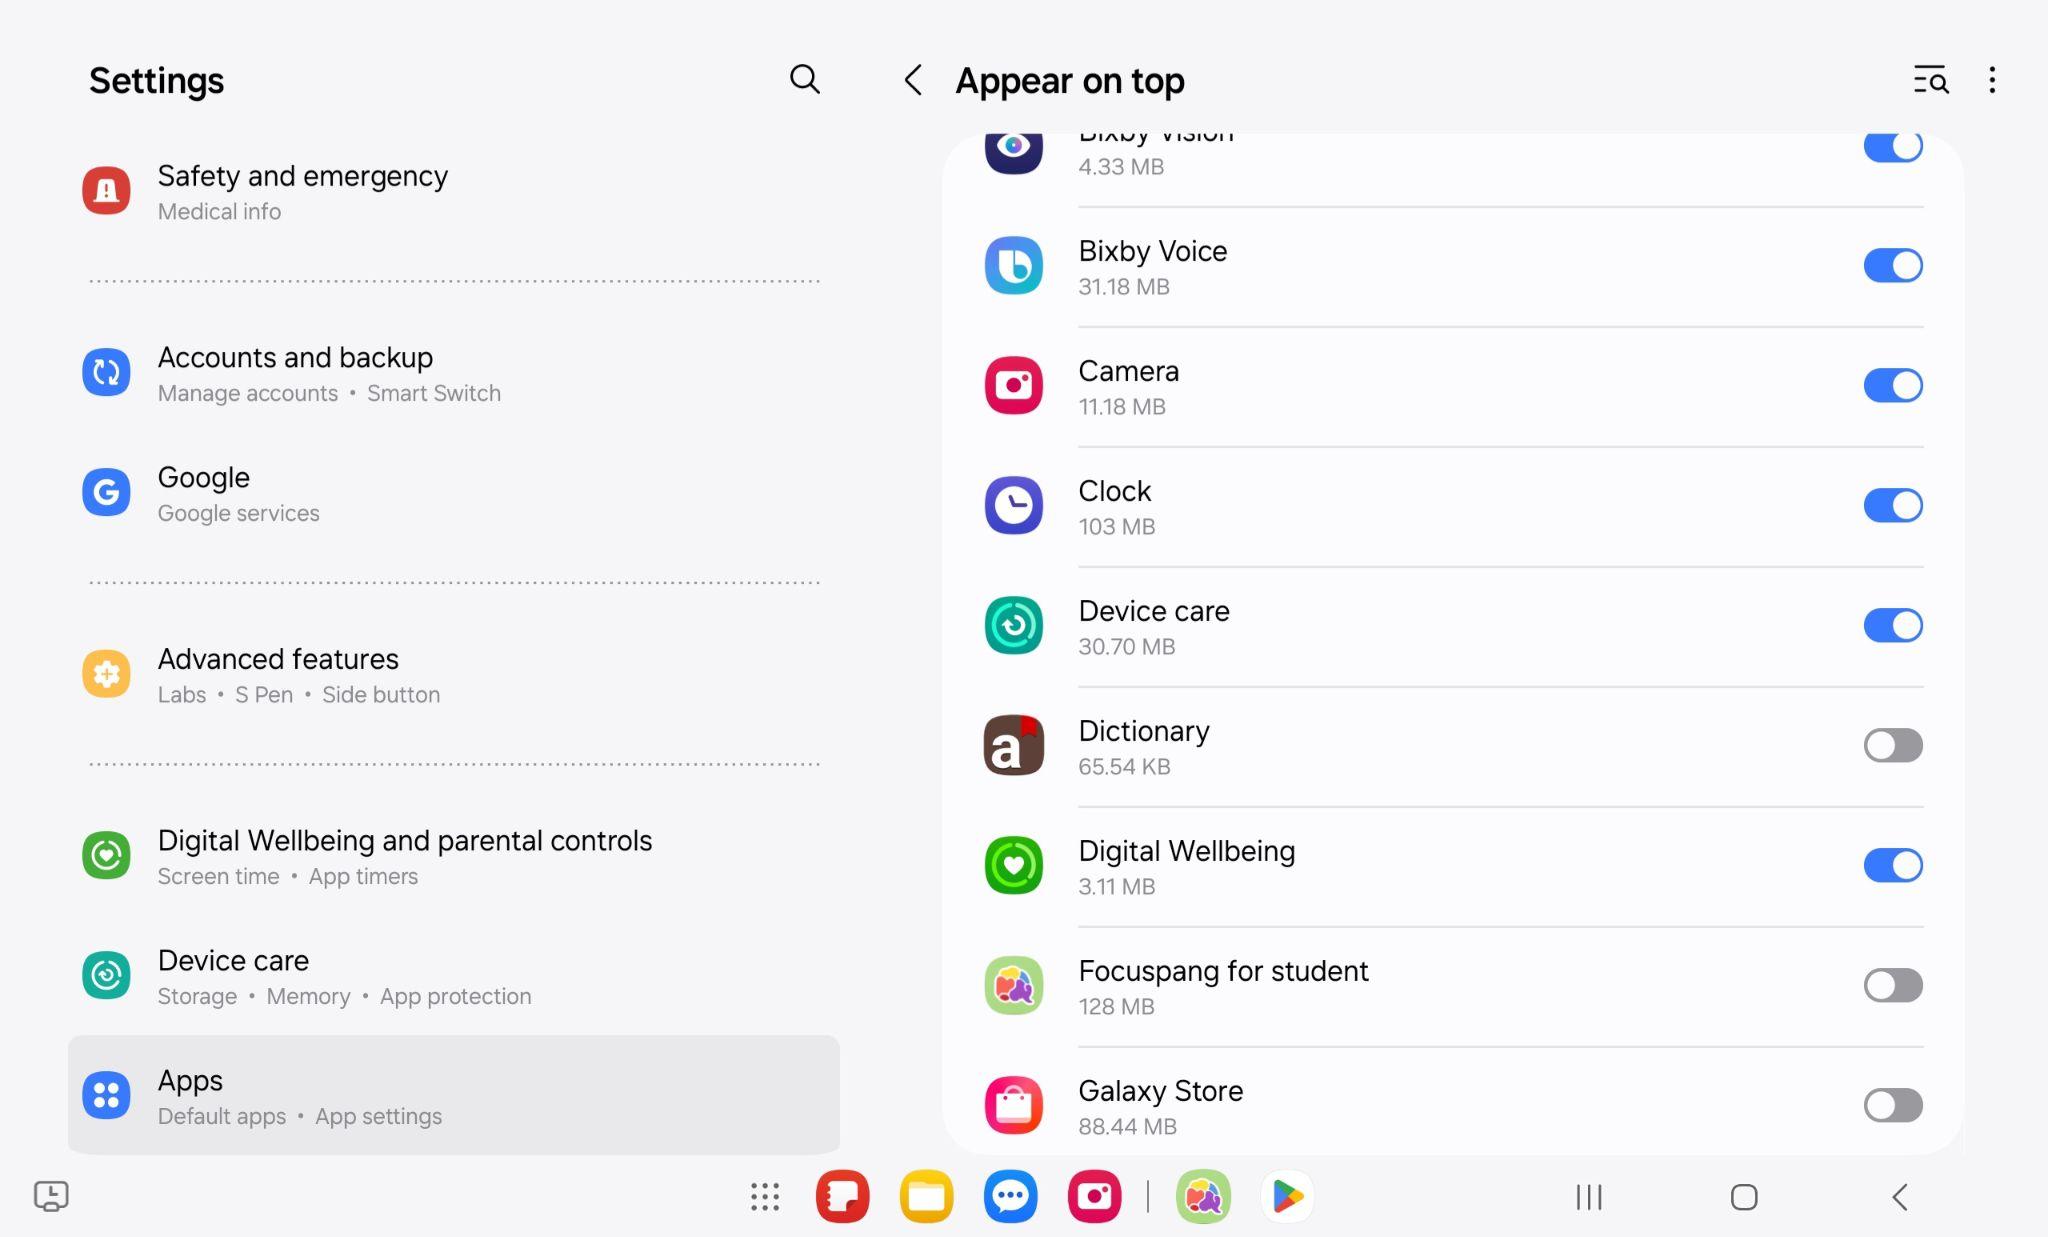 Settings
Safety and emergency
Medical info
Accounts and backup
Manage accounts • Smart Switch
Google
Google services
Advanced features
Labs • S Pen • Side button
Digital Wellbeing and parental controls
Screen time • App timers
Device care
Storage • Memory • App protection
Apps
Default apps • App settings
Appear on top
Bixby Vision
4.33 MB
Bixby Voice
31.18 MB
Camera
11.18 MB
Clock
103 MB
Device care
30.70 MB
Dictionary
65.54 KB
Digital Wellbeing
3.11 MB
Focuspang for student
128 MB
Galaxy Store
88.44 MB